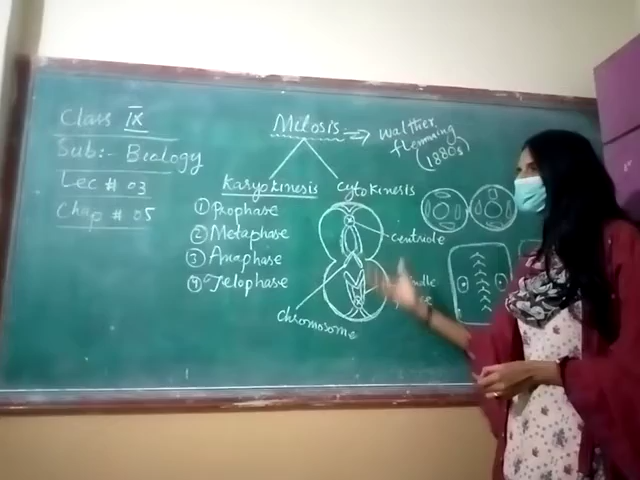 Class IX
Sub:- Biology
Lec # 03
Chap # 05
Mitosis => Walther
flemming
(1880s)
Karyokinesis
Cytokinesis
① Prophase
② Metaphase
③ Anaphase
④ Telophase
Centriole
Chromosome